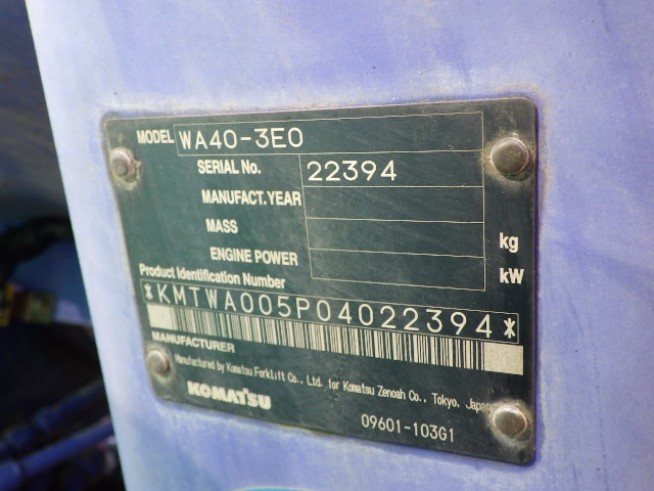 MODEL WA40-3E0
SERIAL No. 22394
MANUFACT.YEAR
MASS kg
ENGINE POWER kW
Product Identification Number
*KMTWA005P04022394*
MANUFACTURER
Manufactured by Komatsu Forklift Co., Ltd. for Komatsu Zenoah Co., Tokyo, Japan
KOMATSU
09601-103G1